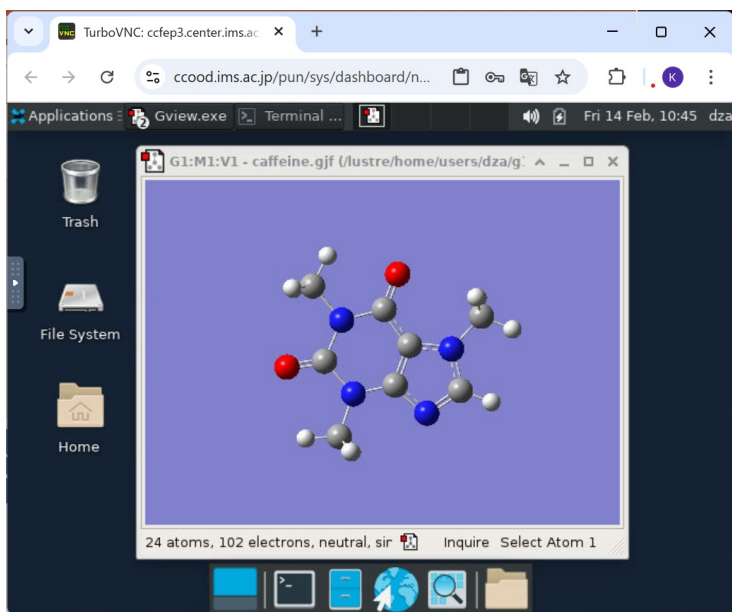 TurboVNC: ccfep3.center.ims.ac
ccood.ims.ac.jp/pun/sys/dashboard/n...
K
Applications
2 Gview.exe
Terminal ...
Fri 14 Feb, 10:45 dza
G1:M1:V1 - caffeine.gjf (/lustre/home/users/dza/g
Trash
File System
Home
24 atoms, 102 electrons, neutral, sir
Inquire Select Atom 1